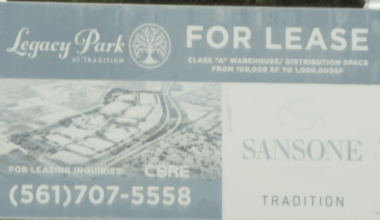 Legacy Park
AT TRADITION
FOR LEASE
CLASS "A" WAREHOUSE/ DISTRIBUTION SPACE
FROM 100,000 SF TO 1,000,000SF
FOR LEASING INQUIRIES:
CBRE
(561)707-5558
SANSONE
TRADITION